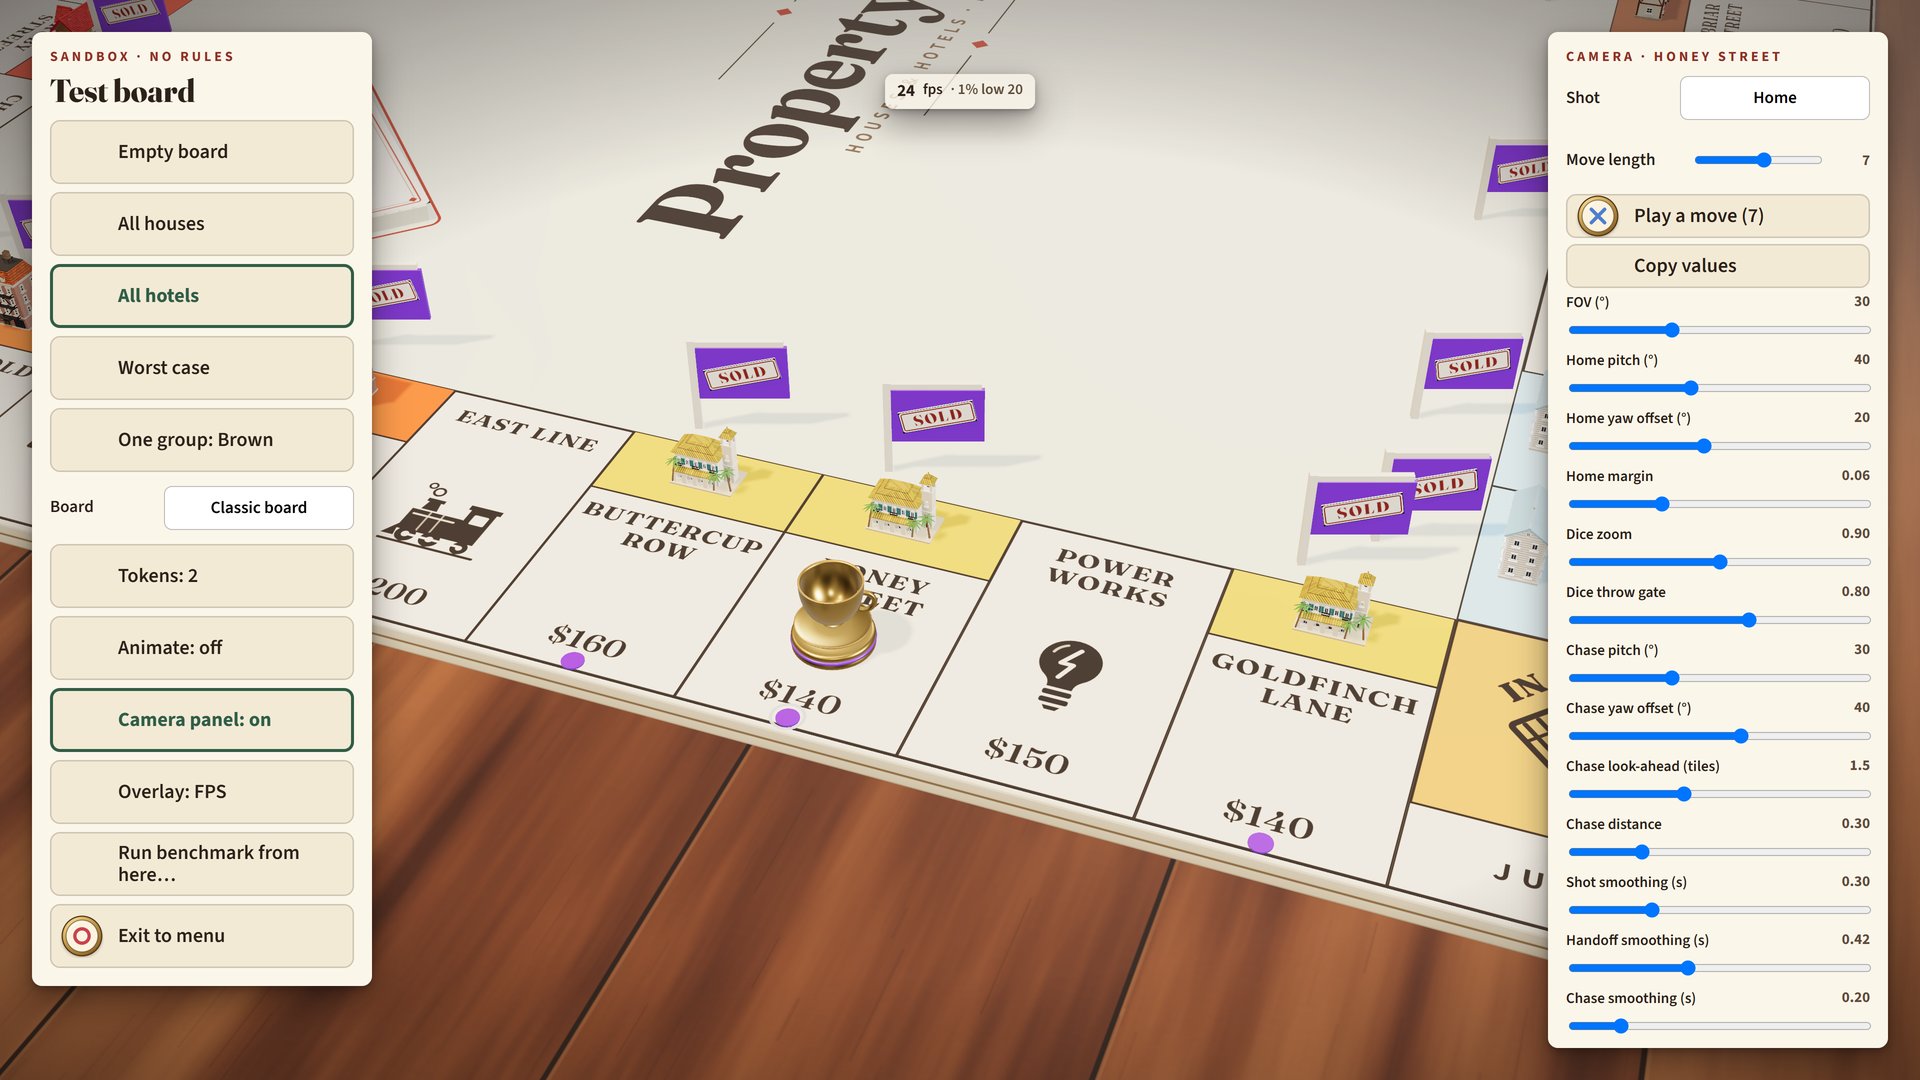 SANDBOX · NO RULES
Test board
Empty board
All houses
All hotels
Worst case
One group: Brown
Board
Classic board
Tokens: 2
Animate: off
Camera panel: on
Overlay: FPS
Run benchmark from
here…
Exit to menu
Property
HOTELS
24 fps · 1% low 20
SOLD
SOLD
SOLD
SOLD
SOLD
SOLD
EAST LINE
200
BUTTERCUP
ROW
$160
$140
POWER
WORKS
$150
GOLDFINCH
LANE
$140
IN
JU
BRIAR
STREET
CAMERA · HONEY STREET
Shot
Home
Move length
7
Play a move (7)
Copy values
FOV (°)
30
Home pitch (°)
40
Home yaw offset (°)
20
Home margin
0.06
Dice zoom
0.90
Dice throw gate
0.80
Chase pitch (°)
30
Chase yaw offset (°)
40
Chase look-ahead (tiles)
1.5
Chase distance
0.30
Shot smoothing (s)
0.30
Handoff smoothing (s)
0.42
Chase smoothing (s)
0.20